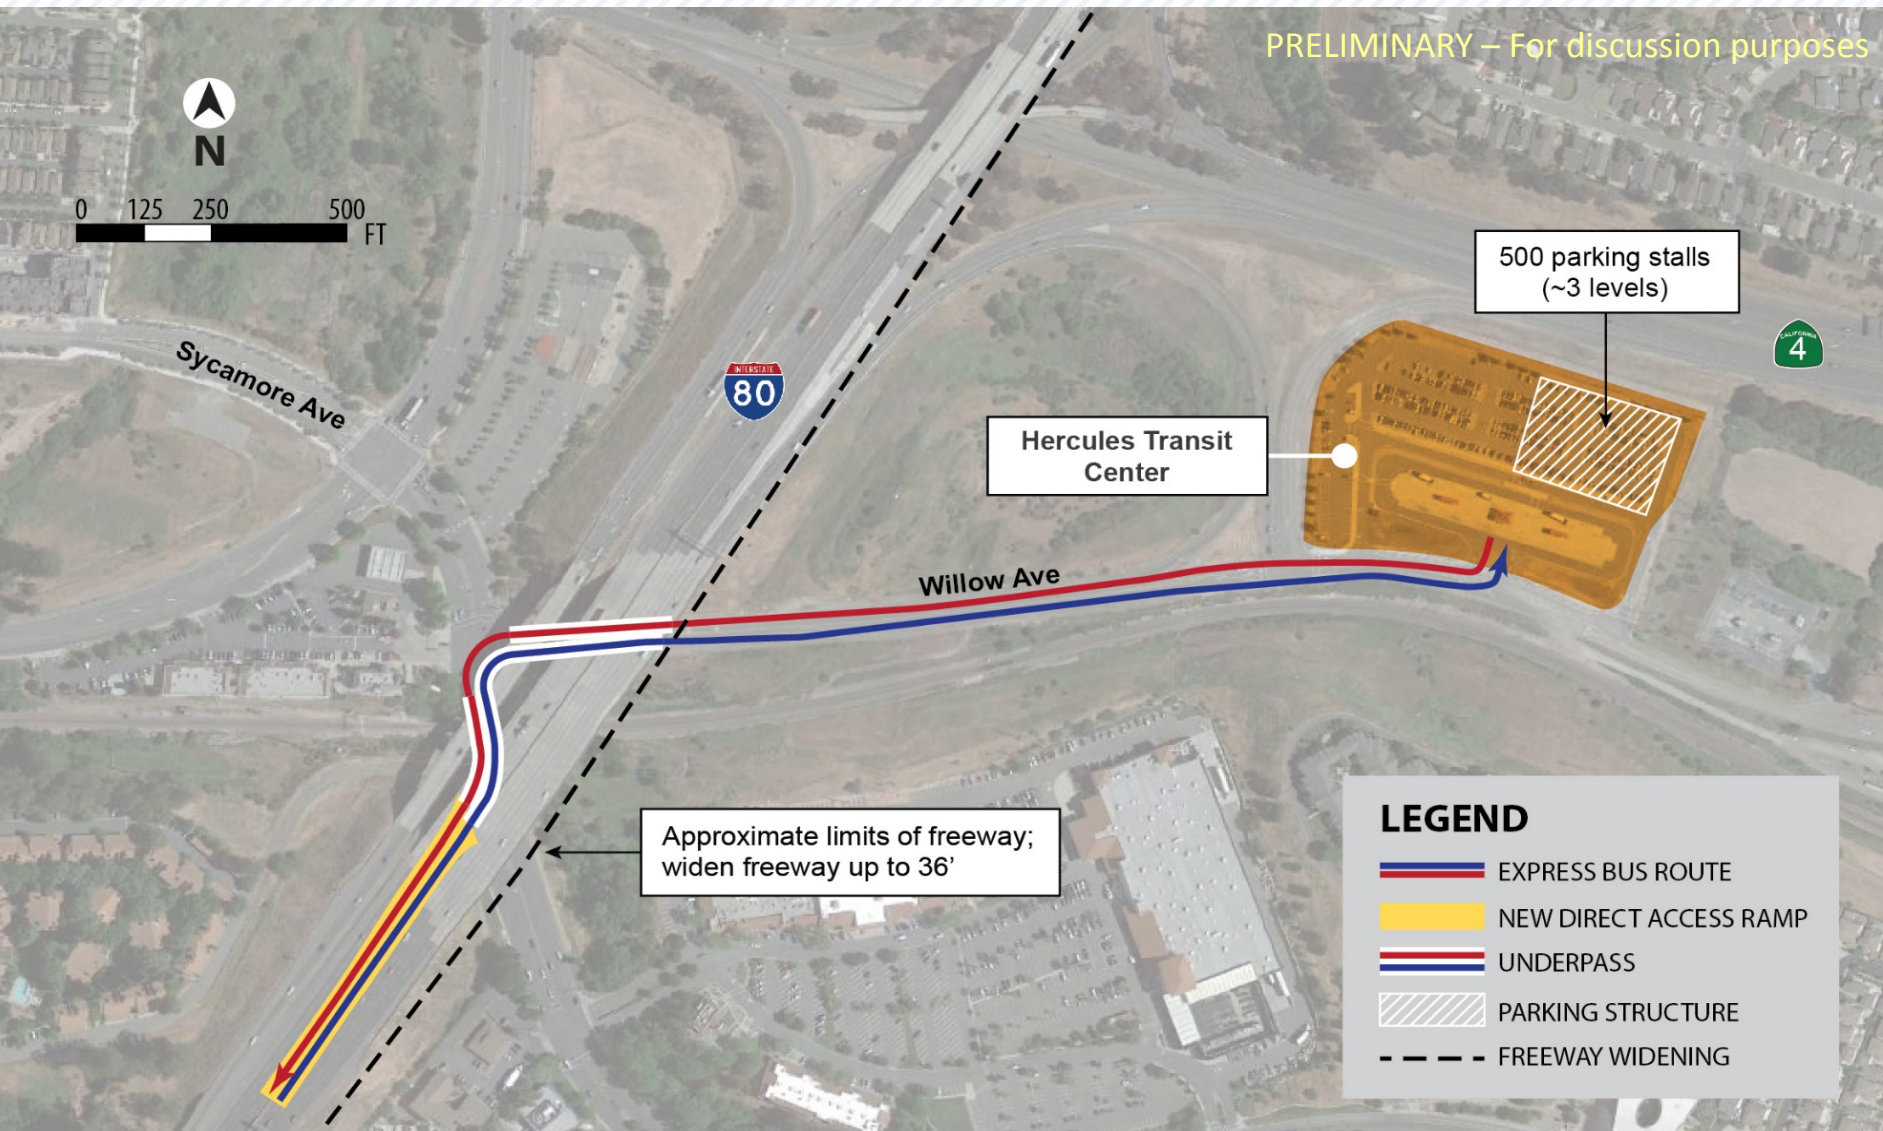 PRELIMINARY – For discussion purposes
N
0 125 250 500
FT
Sycamore Ave
INTERSTATE
80
500 parking stalls
(~3 levels)
CALIFORNIA
4
Hercules Transit
Center
Willow Ave
Approximate limits of freeway;
widen freeway up to 36’
LEGEND
EXPRESS BUS ROUTE
NEW DIRECT ACCESS RAMP
UNDERPASS
PARKING STRUCTURE
FREEWAY WIDENING